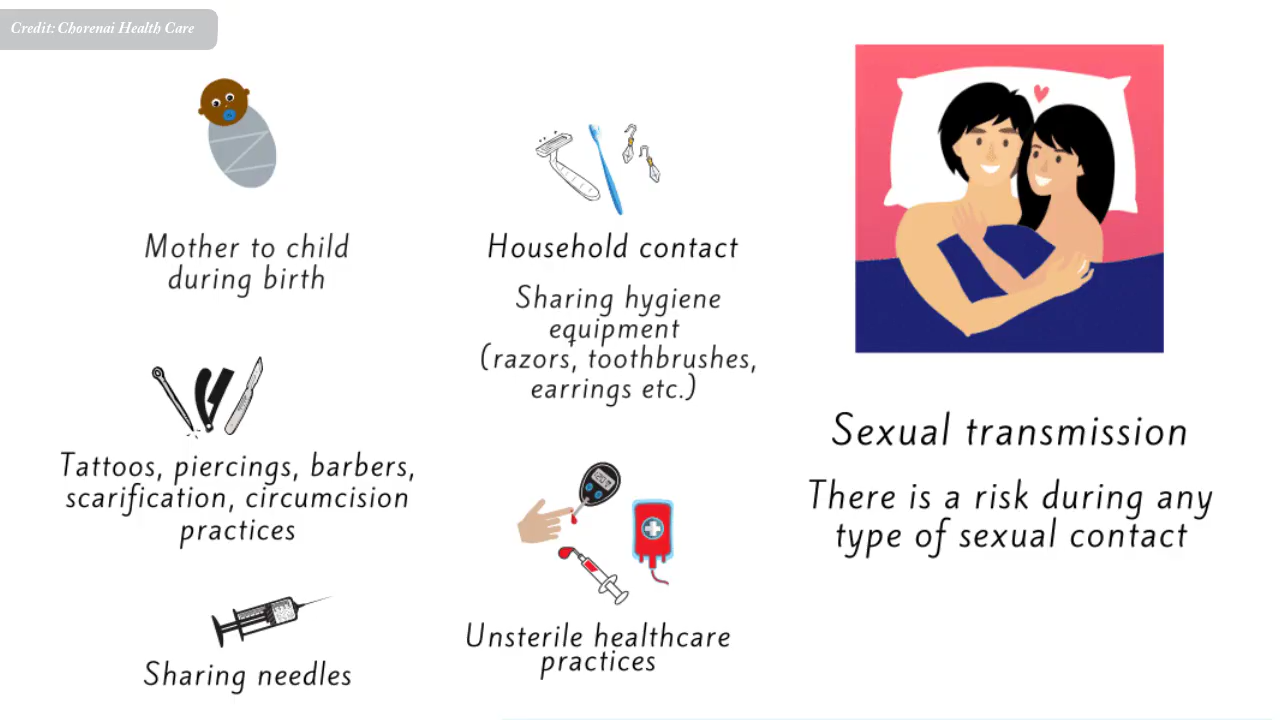 Credit: Chorenai Health Care
Mother to child
during birth
Tattoos, piercings, barbers,
scarification, circumcision
practices
Sharing needles
Household contact
Sharing hygiene
equipment
(razors, toothbrushes,
earrings etc.)
Unsterile healthcare
practices
Sexual transmission
There is a risk during any
type of sexual contact